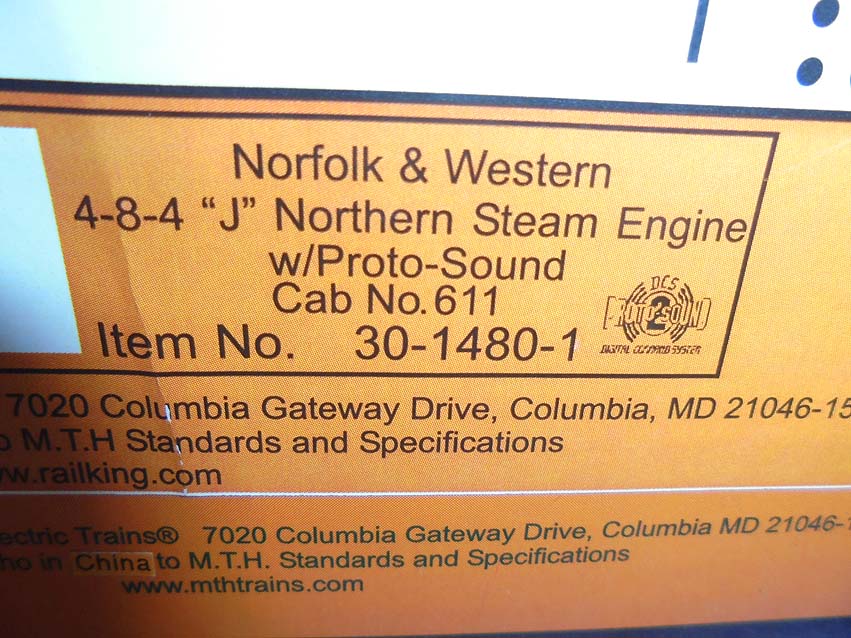 Norfolk & Western
4-8-4 "J" Northern Steam Engine
w/Proto-Sound
Cab No. 611
DCS
PROTO SOUND 2
DIGITAL COMMAND SYSTEM
Item No. 30-1480-1
7020 Columbia Gateway Drive, Columbia, MD 21046-15
o M.T.H Standards and Specifications
w.railking.com
ectric Trains® 7020 Columbia Gateway Drive, Columbia MD 21046-1
ho in China to M.T.H. Standards and Specifications
www.mthtrains.com